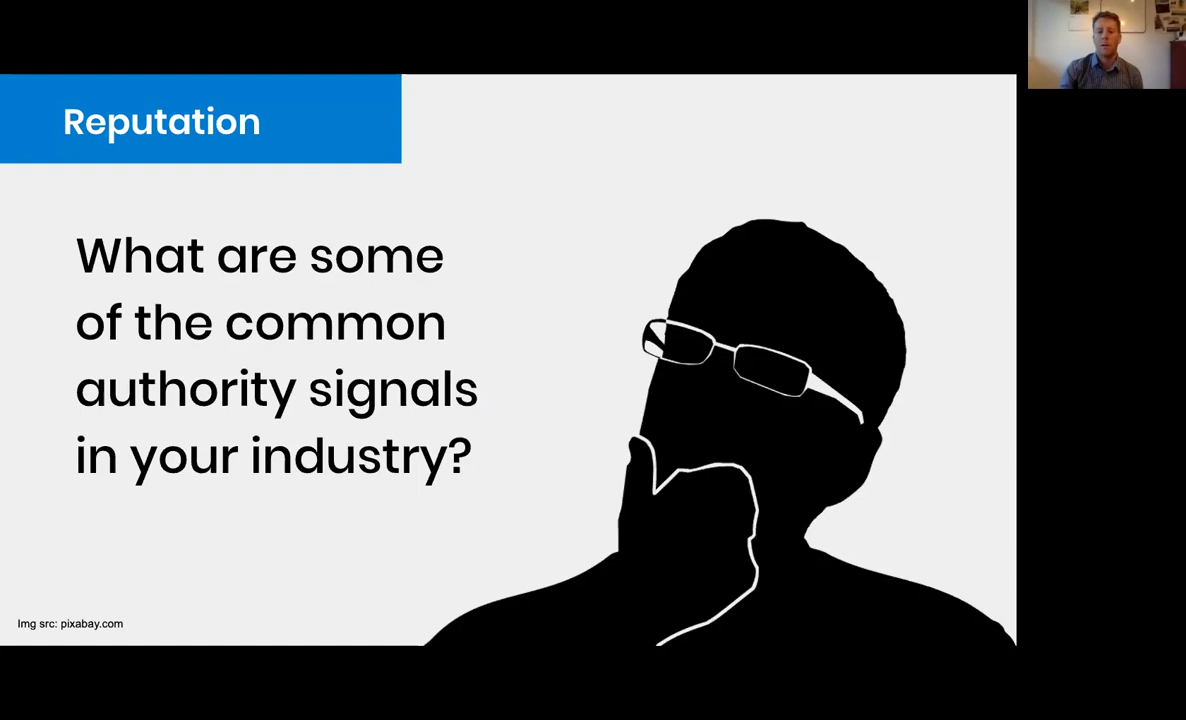 Reputation
What are some
of the common
authority signals
in your industry?
Img src: pixabay.com